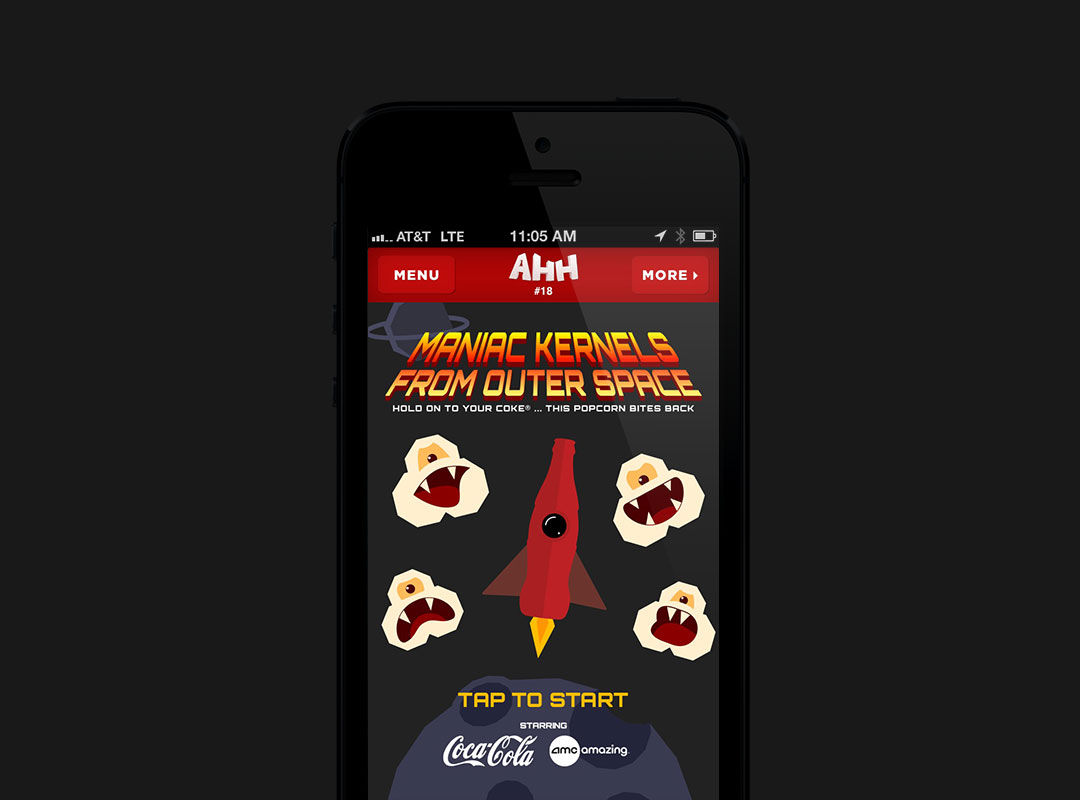 AT&T LTE 11:05 AM
MENU AHH MORE
#18
MANIAC KERNELS
FROM OUTER SPACE
HOLD ON TO YOUR COKE® ... THIS POPCORN BITES BACK
TAP TO START
STARRING
Coca-Cola amc amazing